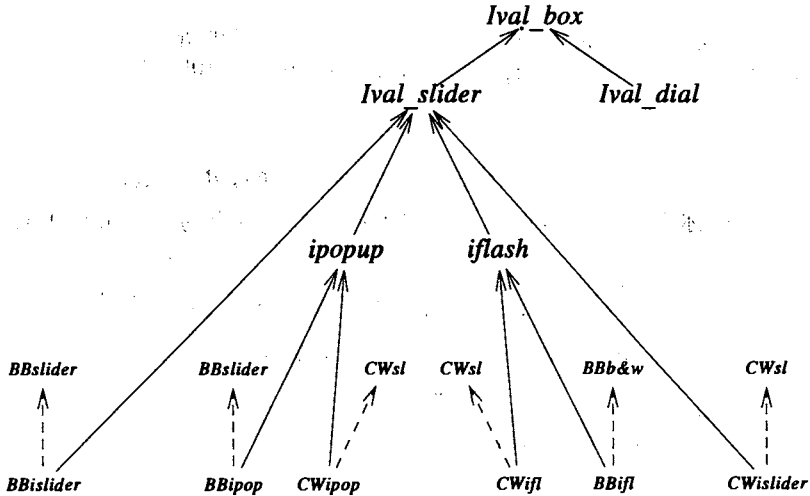 Ival_box
Ival_slider Ival_dial
ipopup iflash
BBslider BBslider CWsl CWsl BBb&w CWsl
BBislider BBipop CWipop CWifl BBifl CWislider